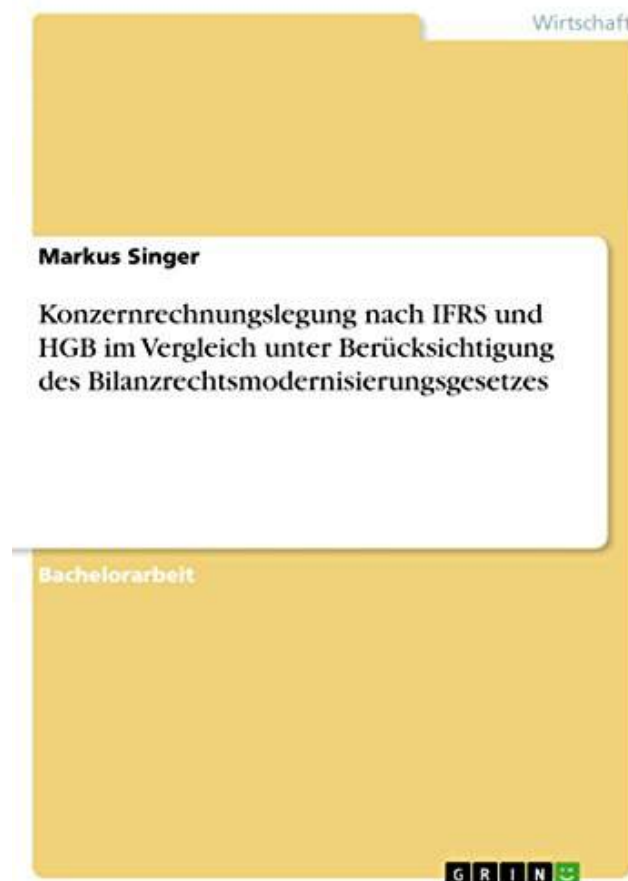 Wirtschaft
Markus Singer
Konzernrechnungslegung nach IFRS und
HGB im Vergleich unter Berücksichtigung
des Bilanzrechtsmodernisierungsgesetzes
Bachelorarbeit
GRIN